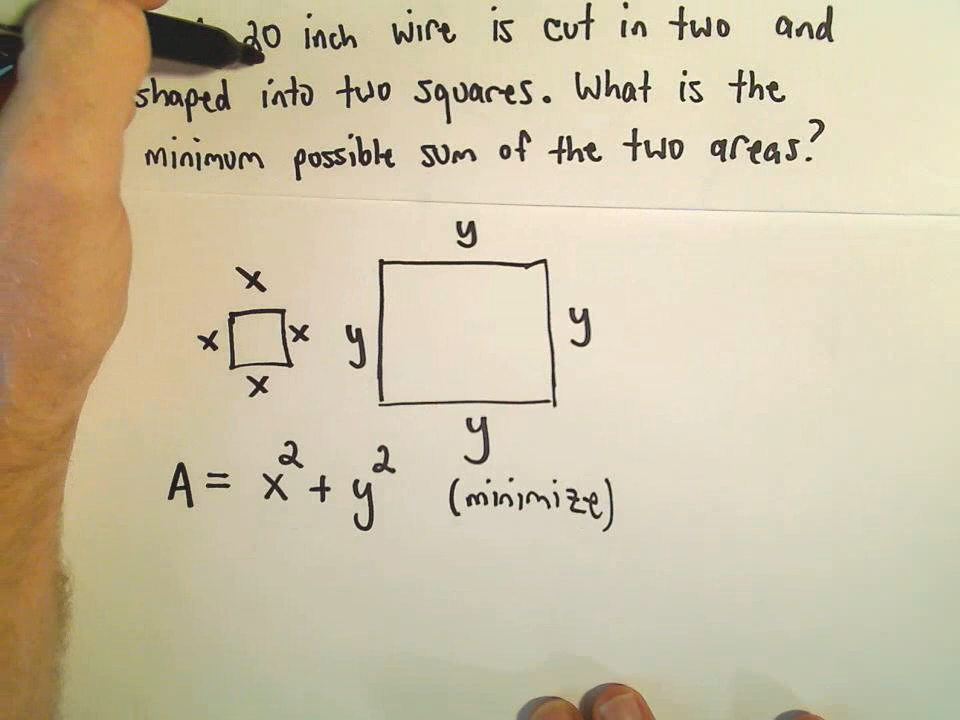 A 20 inch wire is cut in two and
shaped into two squares. What is the
minimum possible sum of the two areas?
y
x
x x y y
x
y
A = x² + y² (minimize)